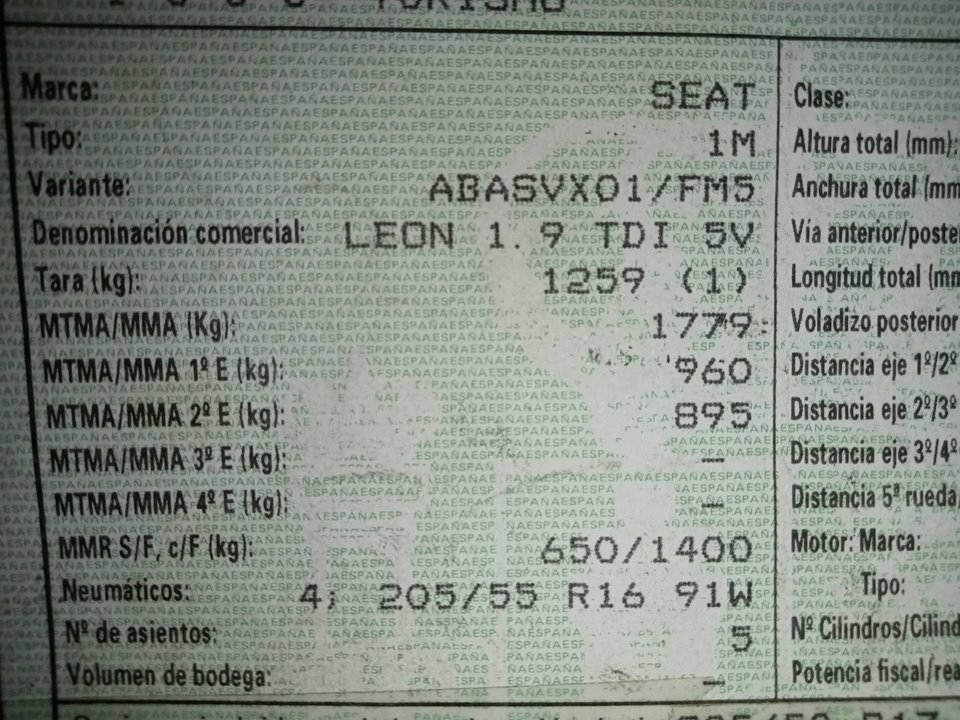 TURISMO
Marca: SEAT
Tipo: 1M
Variante: ABASVX01/FM5
Denominación comercial: LEON 1.9 TDI 5V
Tara (kg): 1259 (1)
MTMA/MMA (Kg): 1779
MTMA/MMA 1º E (kg): 960
MTMA/MMA 2º E (kg): 895
MTMA/MMA 3º E (kg): —
MTMA/MMA 4º E (kg): —
MMR S/F, c/F (kg): 650/1400
Neumáticos: 4; 205/55 R16 91W
Nº de asientos: 5
Volumen de bodega: —
Clase:
Altura total (mm):
Anchura total (mm
Vía anterior/poste
Longitud total (mm
Voladizo posterior
Distancia eje 1º/2º
Distancia eje 2º/3º
Distancia eje 3º/4º
Distancia 5ª rueda
Motor: Marca:
Tipo:
Nº Cilindros/Cilind
Potencia fiscal/rea